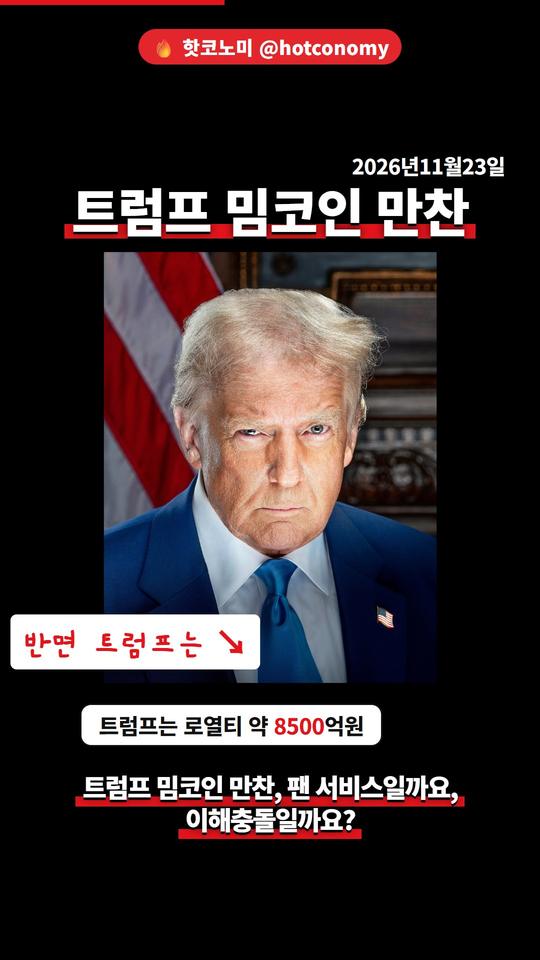 🔥 핫코노미 @hotconomy
2026년11월23일
트럼프 밈코인 만찬
반면 트럼프는 ↘
트럼프는 로열티 약 8500억원
트럼프 밈코인 만찬, 팬 서비스일까요,
이해충돌일까요?